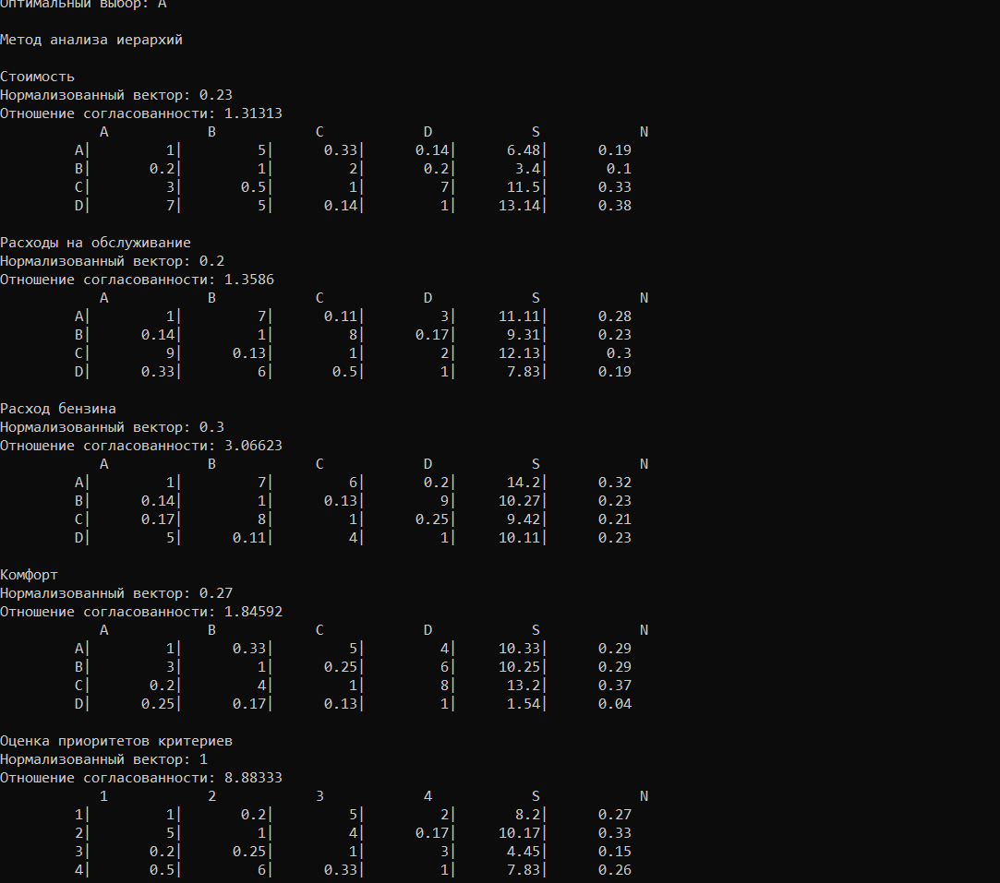 Оптимальный выбор: A
Метод анализа иерархий
Стоимость
Нормализованный вектор: 0.23
Отношение согласованности: 1.31313
A B C D S N
A| 1| 5| 0.33| 0.14| 6.48| 0.19
B| 0.2| 1| 2| 0.2| 3.4| 0.1
C| 3| 0.5| 1| 7| 11.5| 0.33
D| 7| 5| 0.14| 1| 13.14| 0.38
Расходы на обслуживание
Нормализованный вектор: 0.2
Отношение согласованности: 1.3586
A B C D S N
A| 1| 7| 0.11| 3| 11.11| 0.28
B| 0.14| 1| 8| 0.17| 9.31| 0.23
C| 9| 0.13| 1| 2| 12.13| 0.3
D| 0.33| 6| 0.5| 1| 7.83| 0.19
Расход бензина
Нормализованный вектор: 0.3
Отношение согласованности: 3.06623
A B C D S N
A| 1| 7| 6| 0.2| 14.2| 0.32
B| 0.14| 1| 0.13| 9| 10.27| 0.23
C| 0.17| 8| 1| 0.25| 9.42| 0.21
D| 5| 0.11| 4| 1| 10.11| 0.23
Комфорт
Нормализованный вектор: 0.27
Отношение согласованности: 1.84592
A B C D S N
A| 1| 0.33| 5| 4| 10.33| 0.29
B| 3| 1| 0.25| 6| 10.25| 0.29
C| 0.2| 4| 1| 8| 13.2| 0.37
D| 0.25| 0.17| 0.13| 1| 1.54| 0.04
Оценка приоритетов критериев
Нормализованный вектор: 1
Отношение согласованности: 8.88333
1 2 3 4 S N
1| 1| 0.2| 5| 2| 8.2| 0.27
2| 5| 1| 4| 0.17| 10.17| 0.33
3| 0.2| 0.25| 1| 3| 4.45| 0.15
4| 0.5| 6| 0.33| 1| 7.83| 0.26